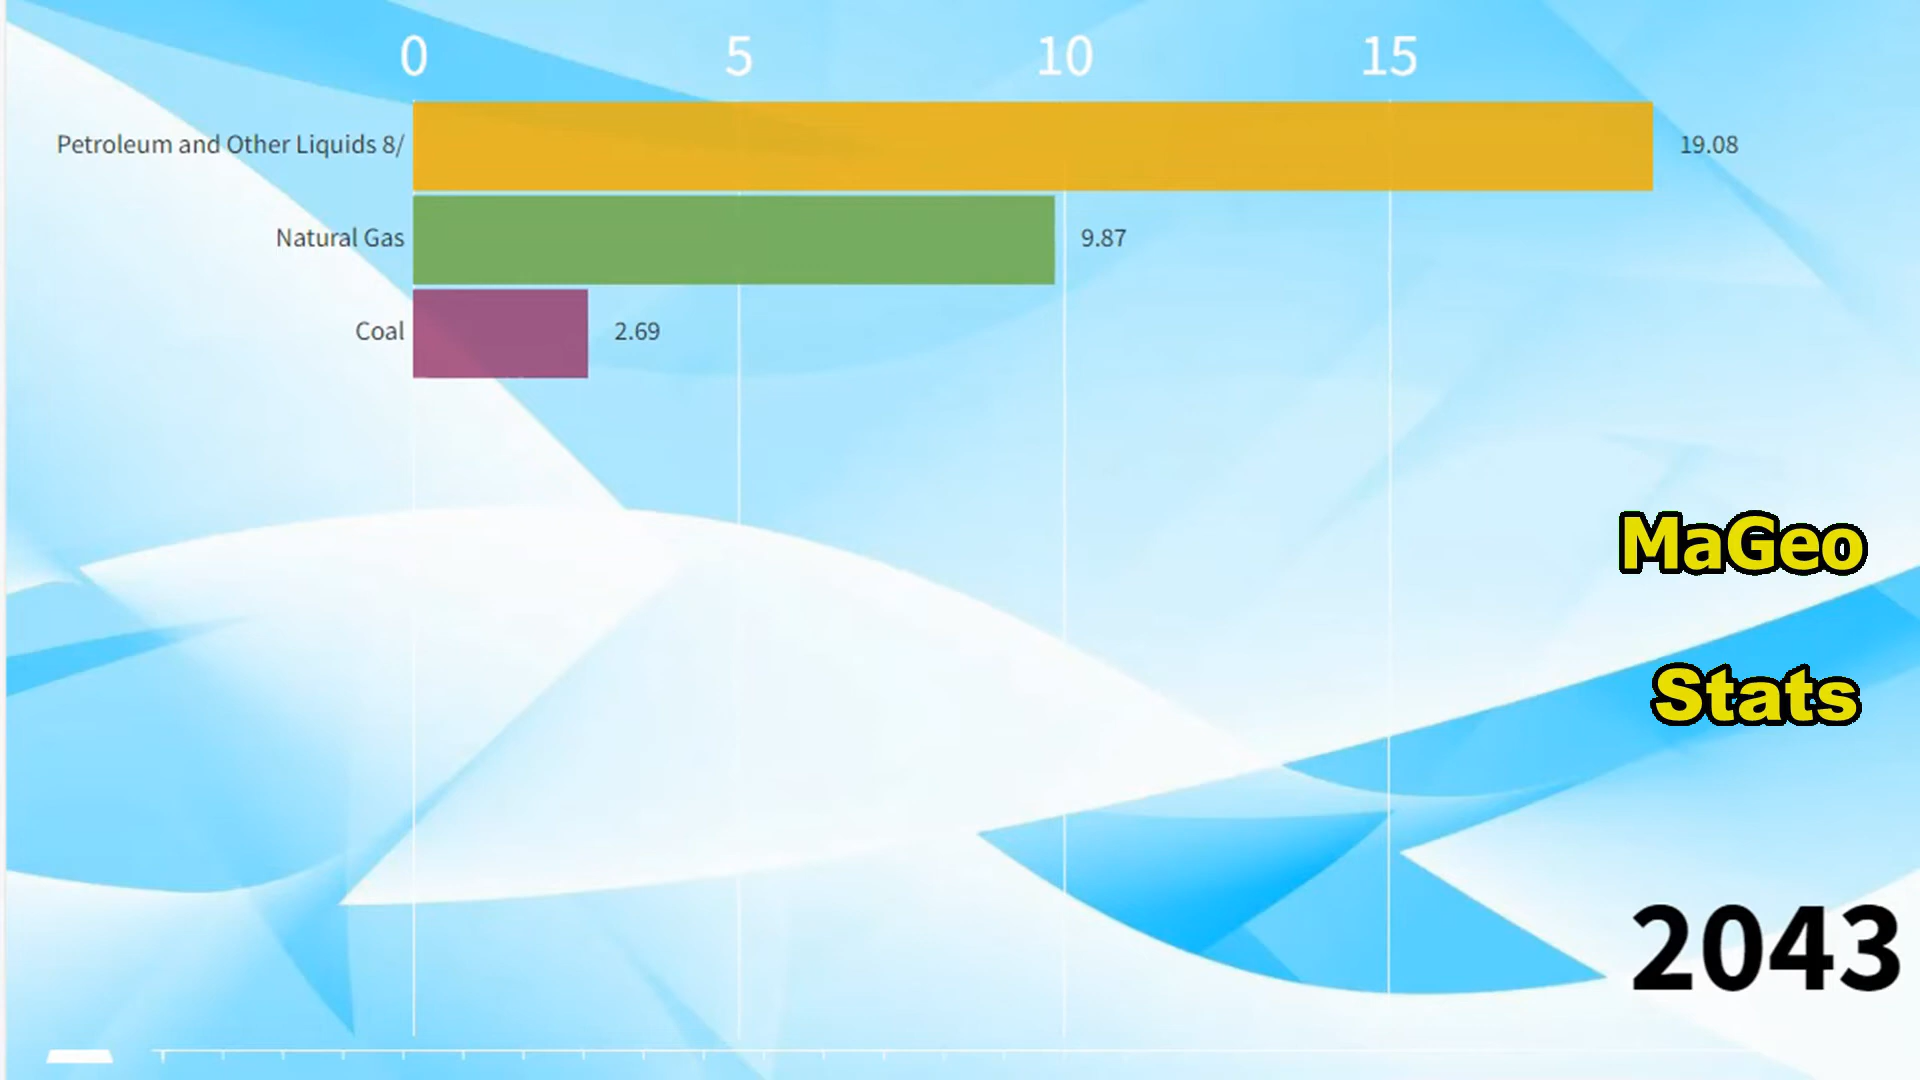 0 5 10 15
Petroleum and Other Liquids 8/ 19.08
Natural Gas 9.87
Coal 2.69
MaGeo
Stats
2043